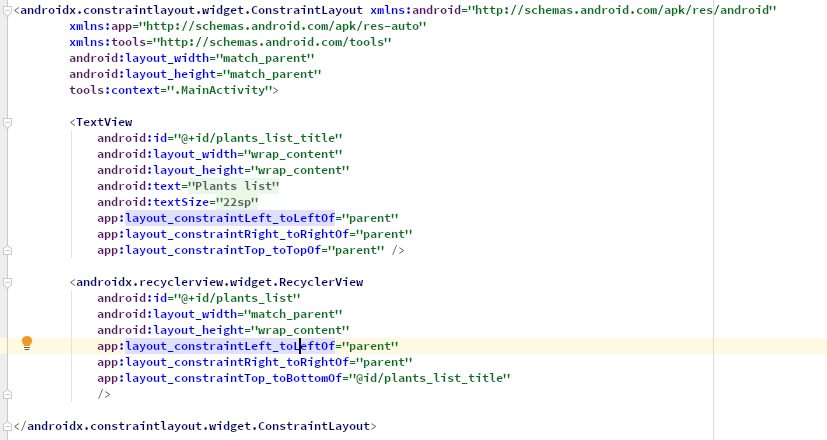 <androidx.constraintlayout.widget.ConstraintLayout xmlns:android="http://schemas.android.com/apk/res/android"
        xmlns:app="http://schemas.android.com/apk/res-auto"
        xmlns:tools="http://schemas.android.com/tools"
        android:layout_width="match_parent"
        android:layout_height="match_parent"
        tools:context=".MainActivity">

        <TextView
            android:id="@+id/plants_list_title"
            android:layout_width="wrap_content"
            android:layout_height="wrap_content"
            android:text="Plants list"
            android:textSize="22sp"
            app:layout_constraintLeft_toLeftOf="parent"
            app:layout_constraintRight_toRightOf="parent"
            app:layout_constraintTop_toTopOf="parent" />

        <androidx.recyclerview.widget.RecyclerView
            android:id="@+id/plants_list"
            android:layout_width="match_parent"
            android:layout_height="wrap_content"
            app:layout_constraintLeft_toLeftOf="parent"
            app:layout_constraintRight_toRightOf="parent"
            app:layout_constraintTop_toBottomOf="@id/plants_list_title"
            />

</androidx.constraintlayout.widget.ConstraintLayout>